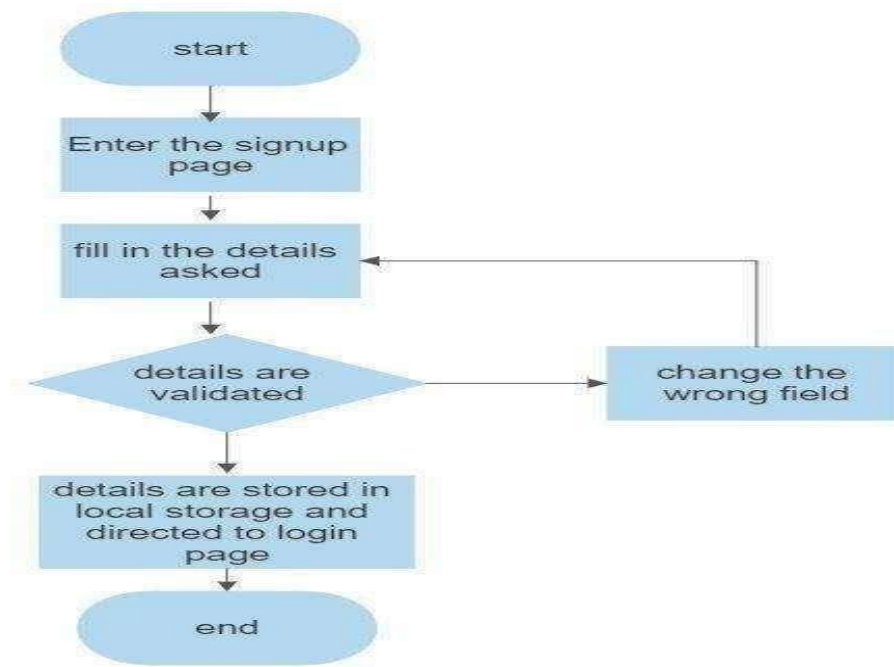 start
Enter the signup
page
fill in the details
asked
details are
validated
change the
wrong field
details are stored in
local storage and
directed to login
page
end